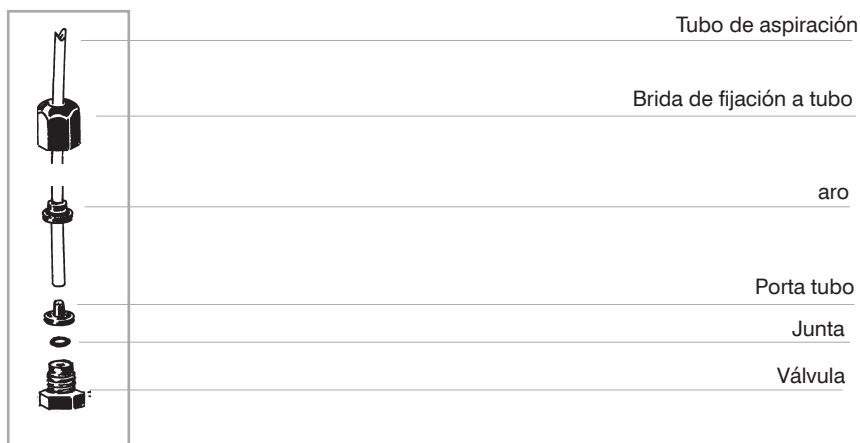 Tubo de aspiración
Brida de fijación a tubo
aro
Porta tubo
Junta
Válvula